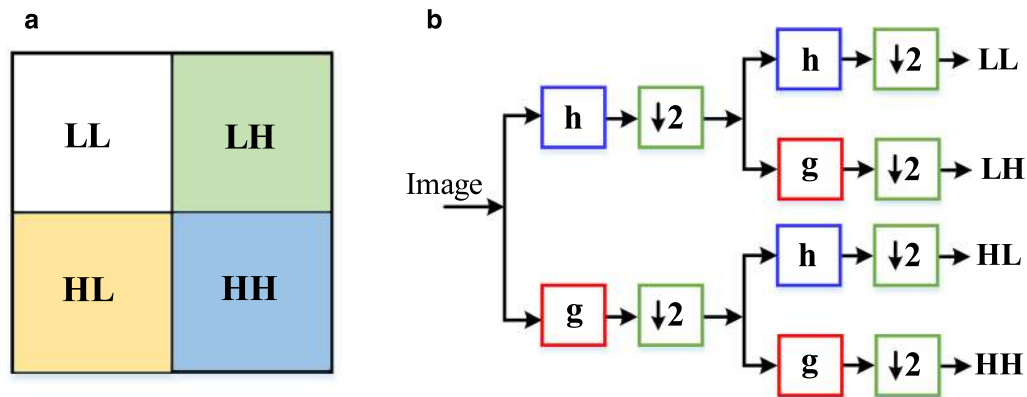 a
LL LH
HL HH
b
h ↓2 LL
h ↓2
g ↓2 LH
Image
h ↓2 HL
g ↓2
g ↓2 HH